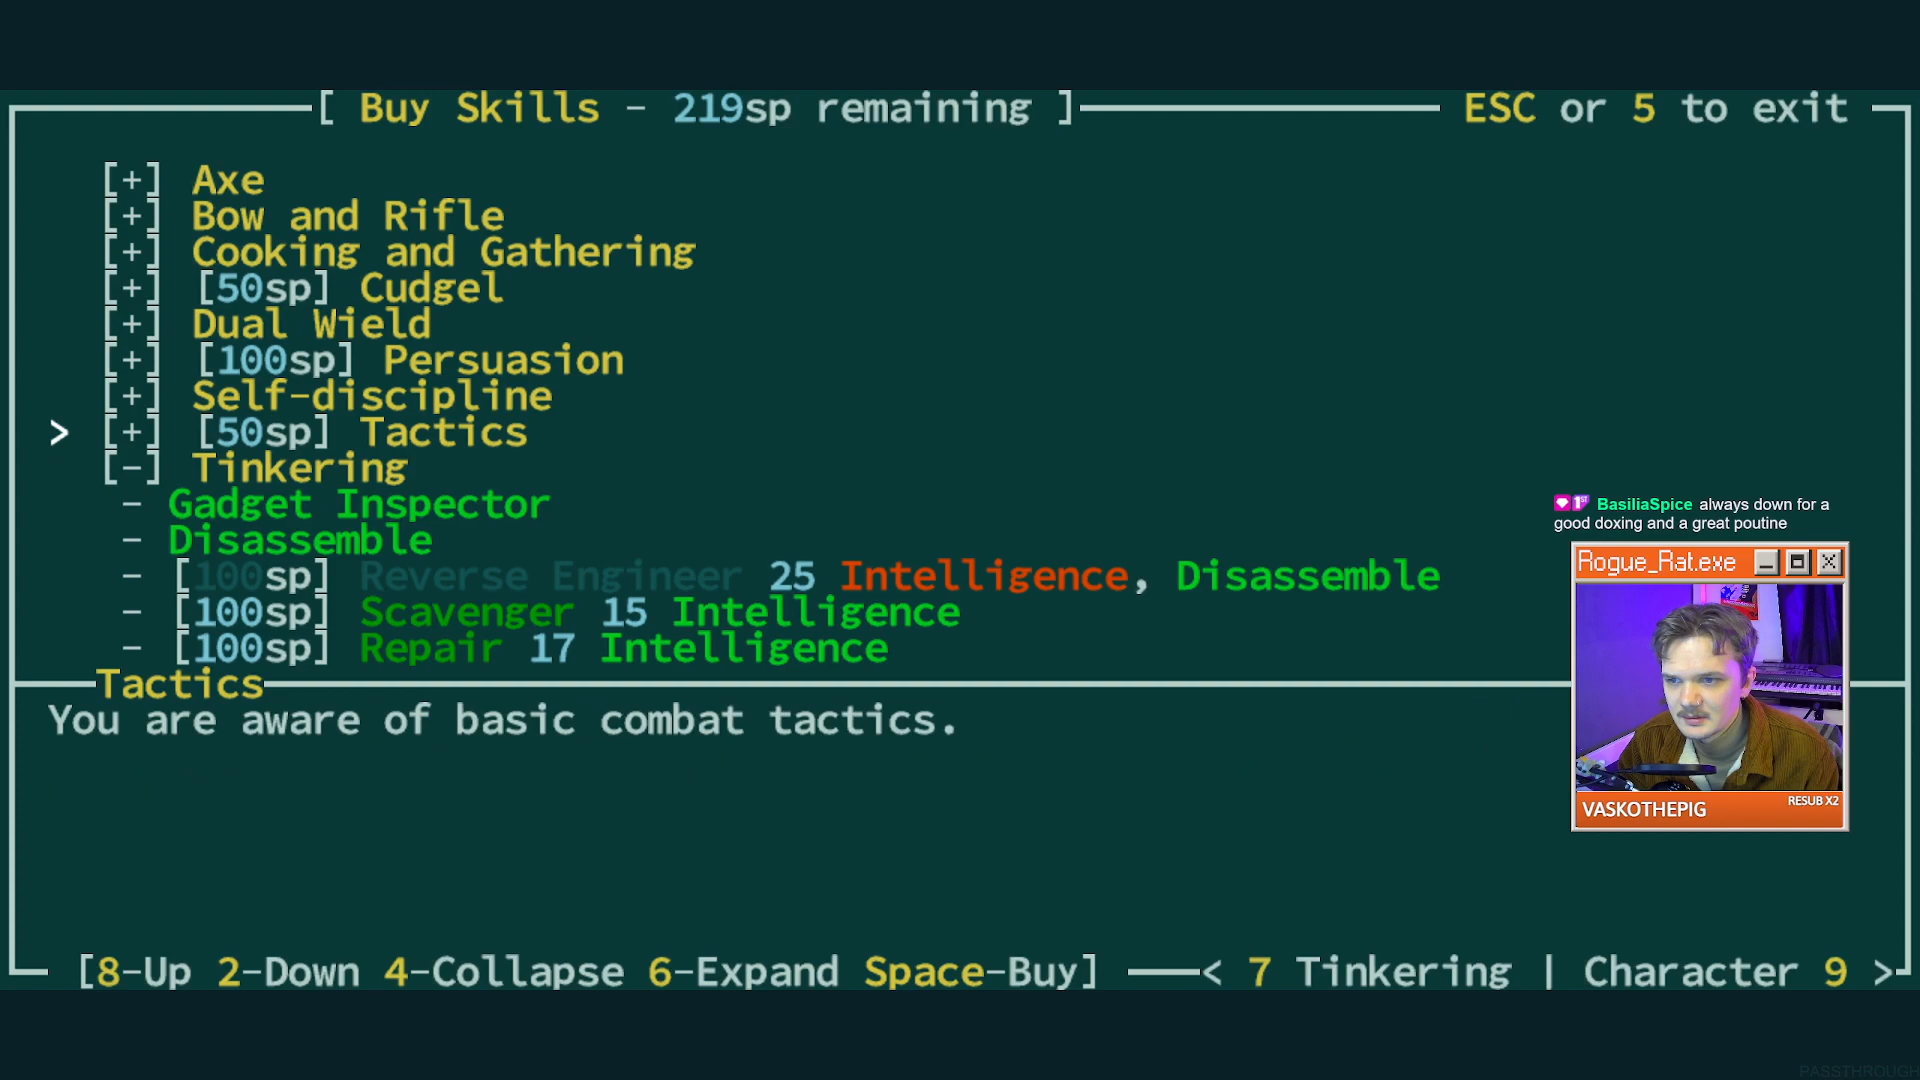 [ Buy Skills - 219sp remaining ] ESC or 5 to exit
[+] Axe
[+] Bow and Rifle
[+] Cooking and Gathering
[+] [50sp] Cudgel
[+] Dual Wield
[+] [100sp] Persuasion
[+] Self-discipline
> [+] [50sp] Tactics
[-] Tinkering
- Gadget Inspector
- Disassemble
- [100sp] Reverse Engineer 25 Intelligence, Disassemble
- [100sp] Scavenger 15 Intelligence
- [100sp] Repair 17 Intelligence
Tactics
You are aware of basic combat tactics.
1ST BasiliaSpice always down for a
good doxing and a great poutine
Rogue_Rat.exe
VASKOTHEPIG RESUB X2
[8-Up 2-Down 4-Collapse 6-Expand Space-Buy] < 7 Tinkering | Character 9 >
PASSTHROUGH